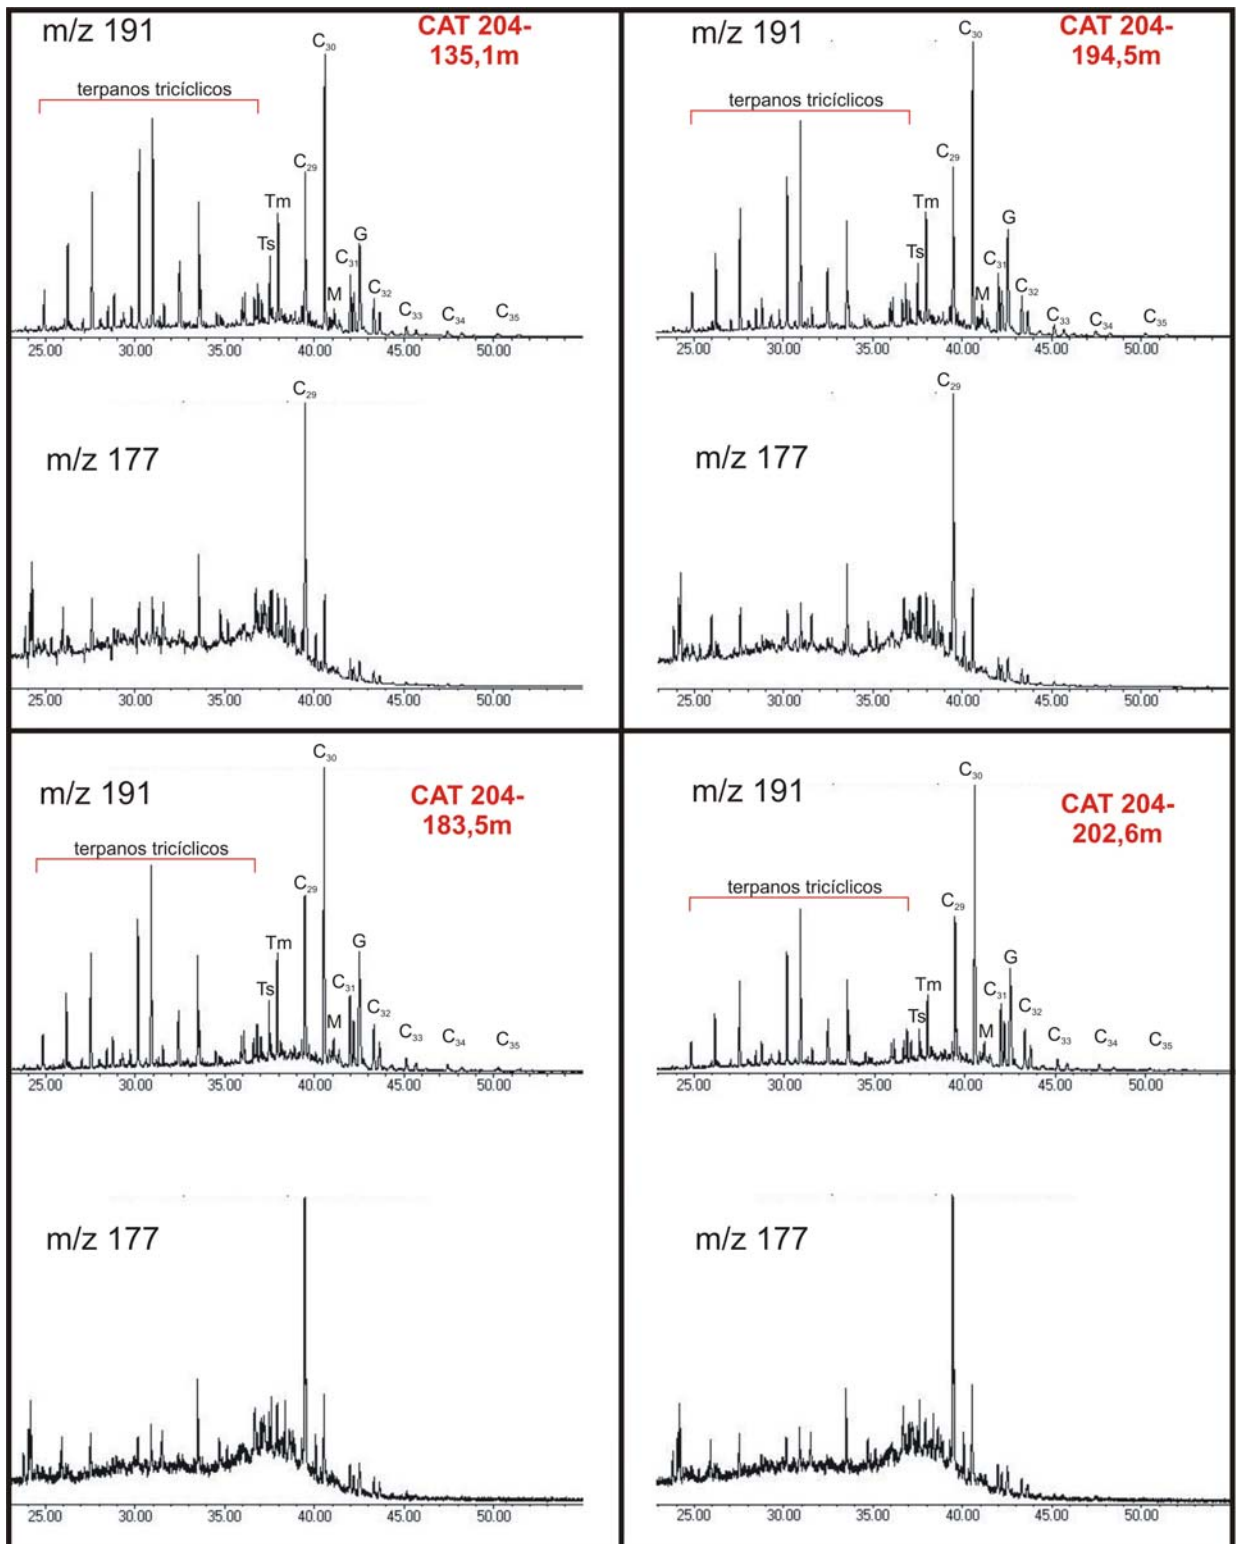 m/z 191
CAT 204-
135,1m
terpanos tricíclicos
C30
C29
Tm
Ts
G
C31
M
C32
C33
C34
C35
25.00 30.00 35.00 40.00 45.00 50.00
m/z 177
C29
25.00 30.00 35.00 40.00 45.00 50.00
m/z 191
CAT 204-
194,5m
terpanos tricíclicos
C30
C29
Tm
Ts
G
C31
M
C32
C33
C34
C35
25.00 30.00 35.00 40.00 45.00 50.00
m/z 177
C29
25.00 30.00 35.00 40.00 45.00 50.00
m/z 191
CAT 204-
183,5m
terpanos tricíclicos
C30
C29
Tm
Ts
G
C31
M
C32
C33
C34
C35
25.00 30.00 35.00 40.00 45.00 50.00
m/z 177
25.00 30.00 35.00 40.00 45.00 50.00
m/z 191
CAT 204-
202,6m
terpanos tricíclicos
C30
C29
Tm
Ts
G
C31
M
C32
C33
C34
C35
25.00 30.00 35.00 40.00 45.00 50.00
m/z 177
25.00 30.00 35.00 40.00 45.00 50.00